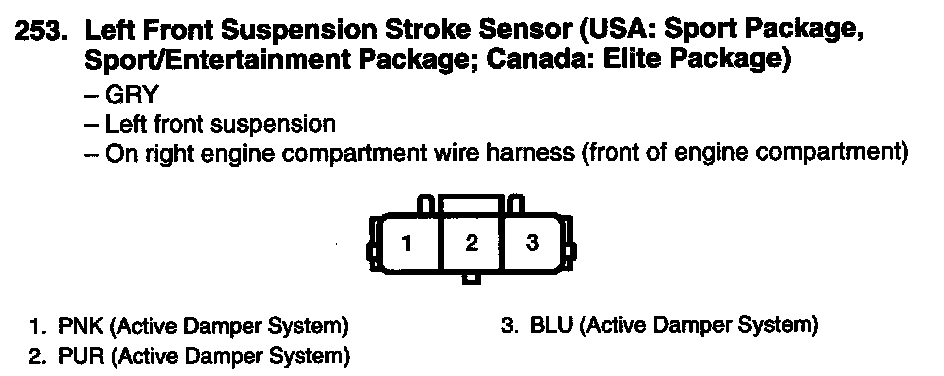 253. Left Front Suspension Stroke Sensor (USA: Sport Package,
Sport/Entertainment Package; Canada: Elite Package)
– GRY
– Left front suspension
– On right engine compartment wire harness (front of engine compartment)
1 2 3
1. PNK (Active Damper System)
2. PUR (Active Damper System)
3. BLU (Active Damper System)